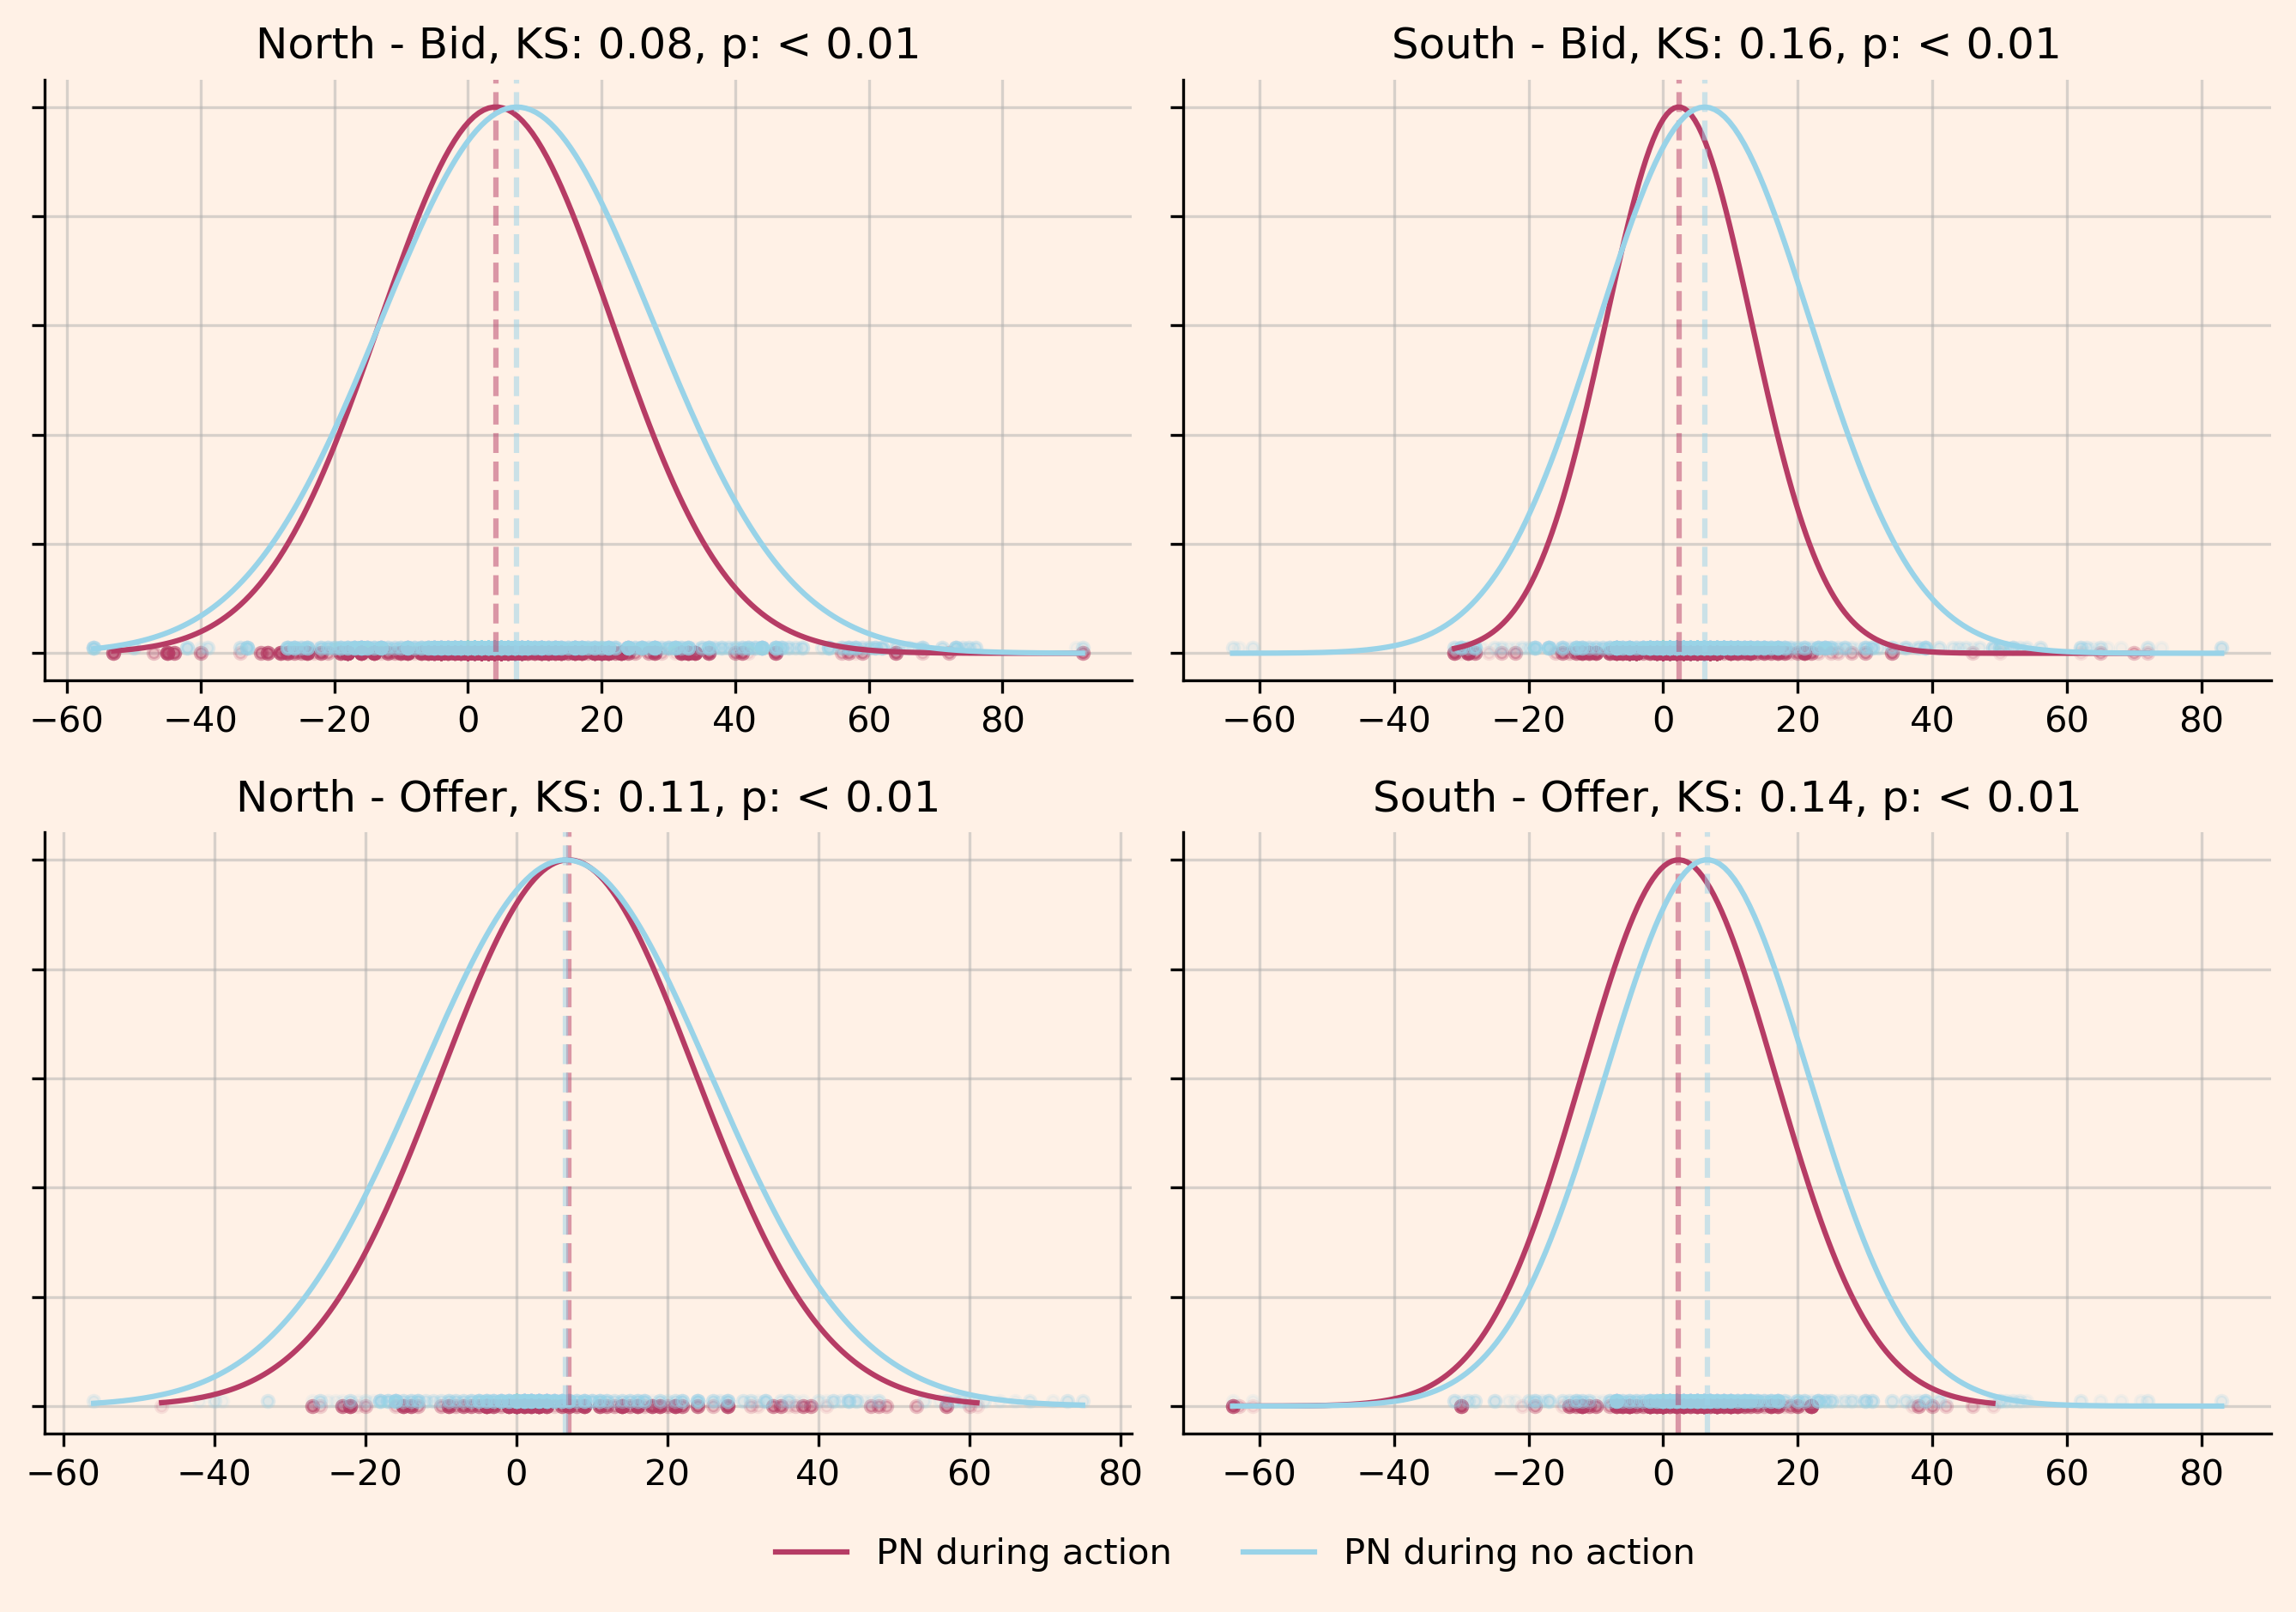 North - Bid, KS: 0.08, p: < 0.01
South - Bid, KS: 0.16, p: < 0.01
−60 −40 −20 0 20 40 60 80
−60 −40 −20 0 20 40 60 80
North - Offer, KS: 0.11, p: < 0.01
South - Offer, KS: 0.14, p: < 0.01
−60 −40 −20 0 20 40 60 80
−60 −40 −20 0 20 40 60 80
PN during action
PN during no action